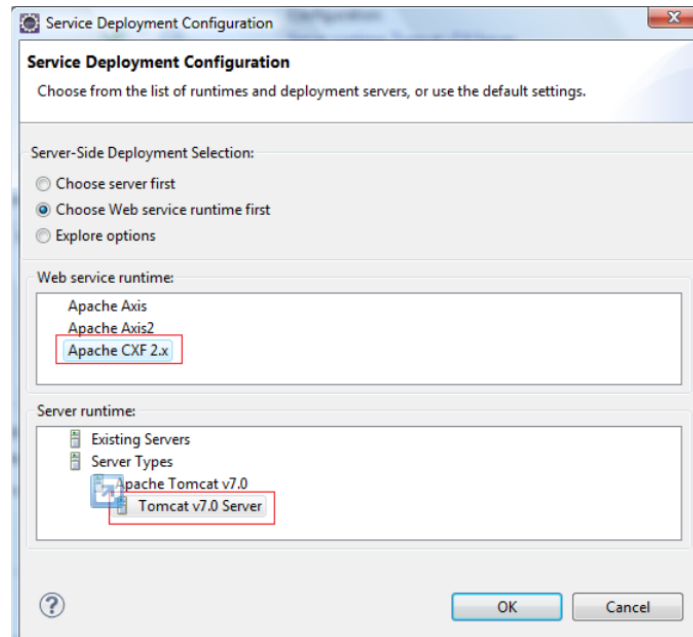 Service Deployment Configuration
Service Deployment Configuration
Choose from the list of runtimes and deployment servers, or use the default settings.
Server-Side Deployment Selection:
Choose server first
Choose Web service runtime first
Explore options
Web service runtime:
Apache Axis
Apache Axis2
Apache CXF 2.x
Server runtime:
Existing Servers
Server Types
Apache Tomcat v7.0
Tomcat v7.0 Server
OK
Cancel